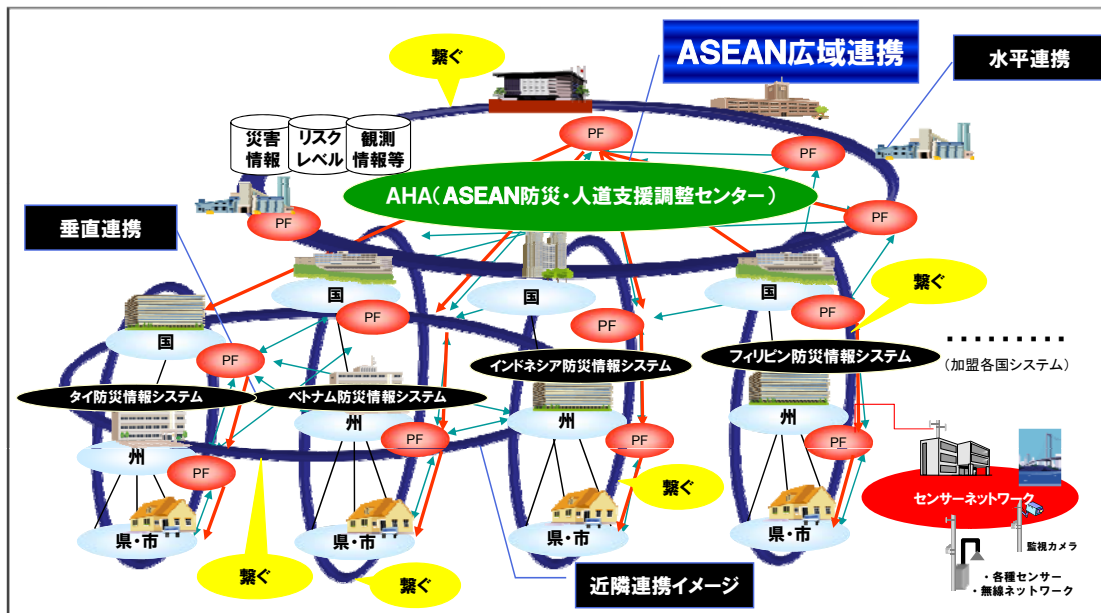 繋ぐ
ASEAN広域連携
水平連携
災害
情報
リスク
レベル
観測
情報等
PF
PF
AHA(ASEAN防災・人道支援調整センター)
PF
PF
垂直連携
繋ぐ
国
国
国
国
PF
PF
PF
PF
インドネシア防災情報システム
フィリピン防災情報システム
(加盟各国システム)
タイ防災情報システム
ベトナム防災情報システム
州
州
州
州
PF
PF
PF
PF
繋ぐ
センサーネットワーク
県・市
県・市
県・市
県・市
監視カメラ
繋ぐ
繋ぐ
近隣連携イメージ
・各種センサー
・無線ネットワーク